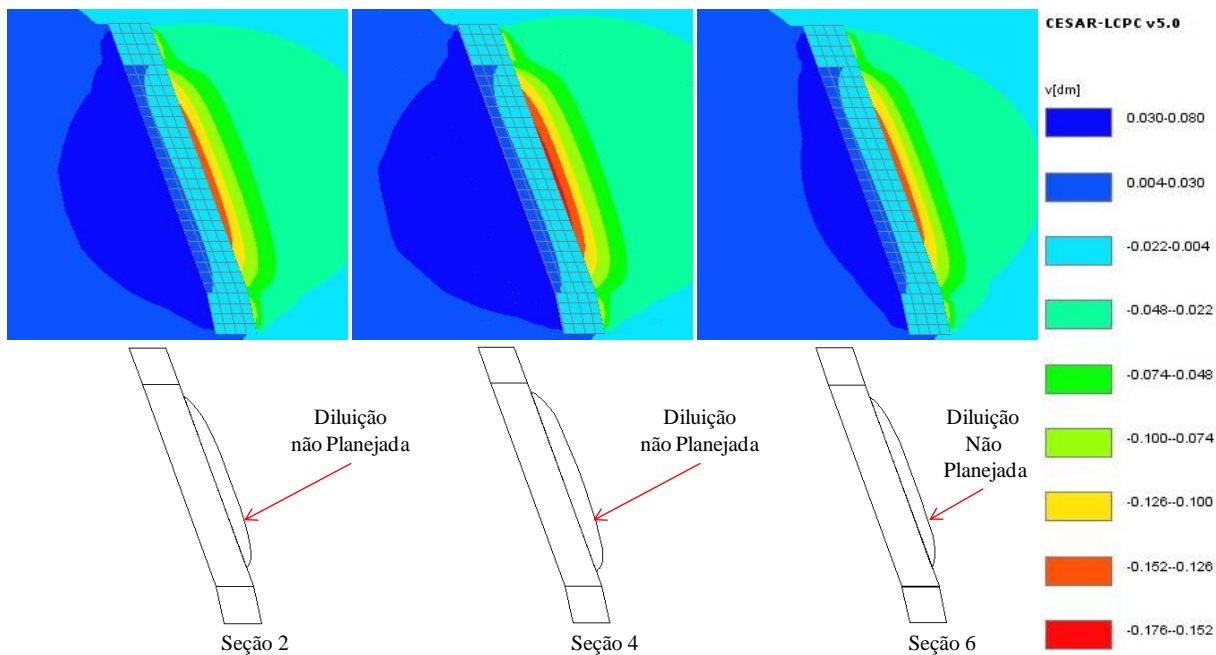 CESAR-LCPC v5.0
v[dm]
0.030-0.080
0.004-0.030
-0.022-0.004
-0.048--0.022
-0.074--0.048
-0.100--0.074
-0.126--0.100
-0.152--0.126
-0.176--0.152
Diluição
não Planejada
Diluição
não Planejada
Diluição
Não
Planejada
Seção 2
Seção 4
Seção 6